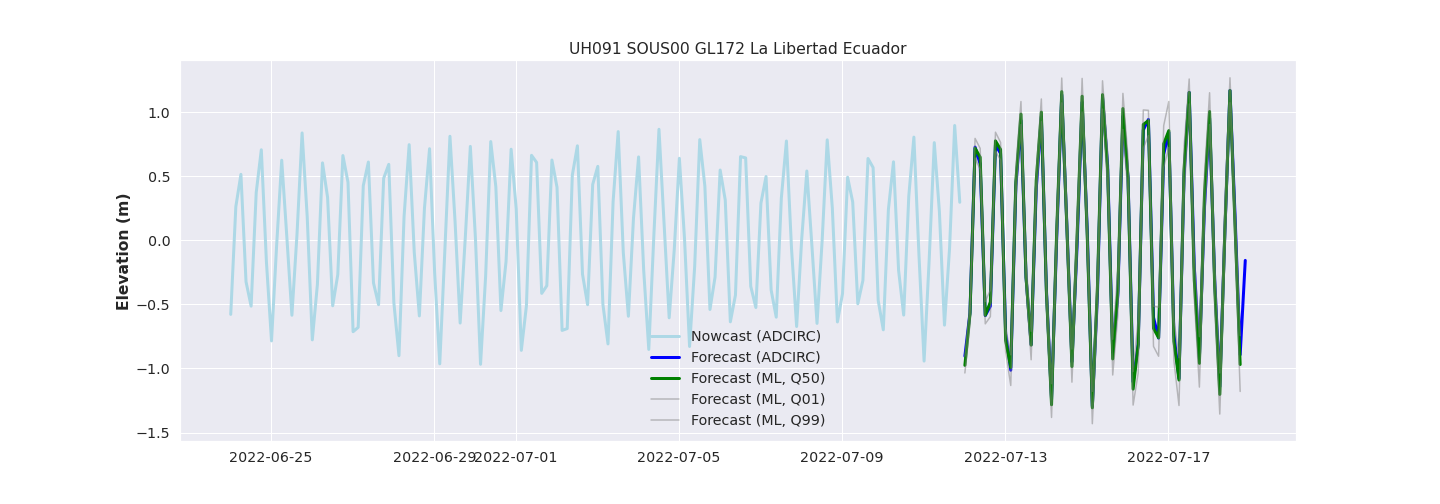 UH091 SOUS00 GL172 La Libertad Ecuador
Elevation (m)
1.0
0.5
0.0
−0.5
−1.0
−1.5
Nowcast (ADCIRC)
Forecast (ADCIRC)
Forecast (ML, Q50)
Forecast (ML, Q01)
Forecast (ML, Q99)
2022-06-25 2022-06-29 2022-07-01 2022-07-05 2022-07-09 2022-07-13 2022-07-17